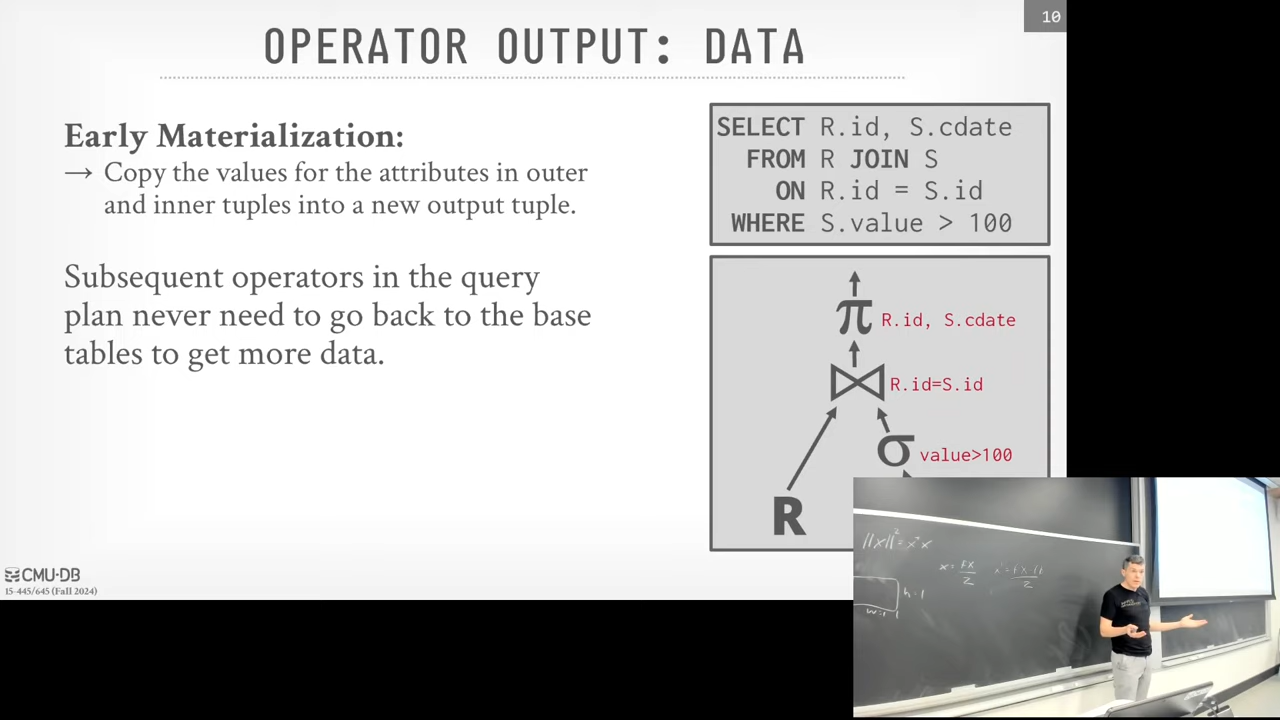 10
OPERATOR OUTPUT: DATA
Early Materialization:
→ Copy the values for the attributes in outer
and inner tuples into a new output tuple.
Subsequent operators in the query
plan never need to go back to the base
tables to get more data.
SELECT R.id, S.cdate
FROM R JOIN S
ON R.id = S.id
WHERE S.value > 100
π R.id, S.cdate
⋈ R.id=S.id
σ value>100
R
CMU·DB
15-445/645 (Fall 2024)
h=1